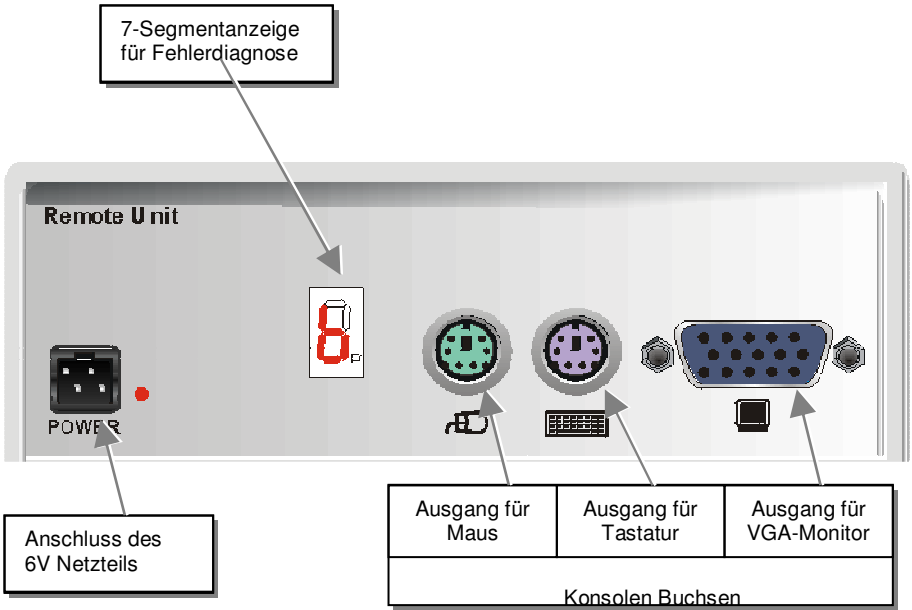 7-Segmentanzeige
für Fehlerdiagnose
Remote Unit
6
POWER
Anschluss des
6V Netzteils
Ausgang für
Maus
Ausgang für
Tastatur
Ausgang für
VGA-Monitor
Konsolen Buchsen